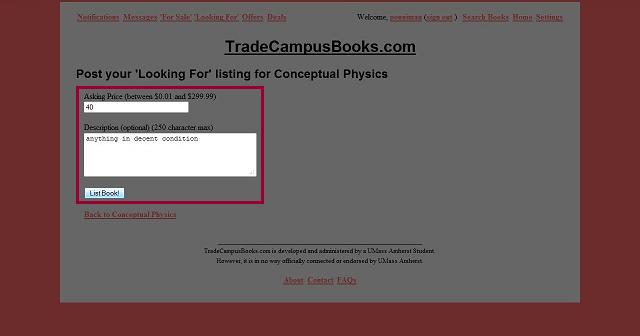 Notifications Messages 'For Sale' 'Looking For' Offers Deals
Welcome, pouniman (sign out ) Search Books Home Settings
TradeCampusBooks.com
Post your 'Looking For' listing for Conceptual Physics
Asking Price (between $0.01 and $299.99)
40
Description (optional) (250 character max)
anything in decent condition
List Book!
Back to Conceptual Physics
TradeCampusBooks.com is developed and administered by a UMass Amherst Student.
However, it is in no way officially connected or endorsed by UMass Amherst.
About Contact FAQs